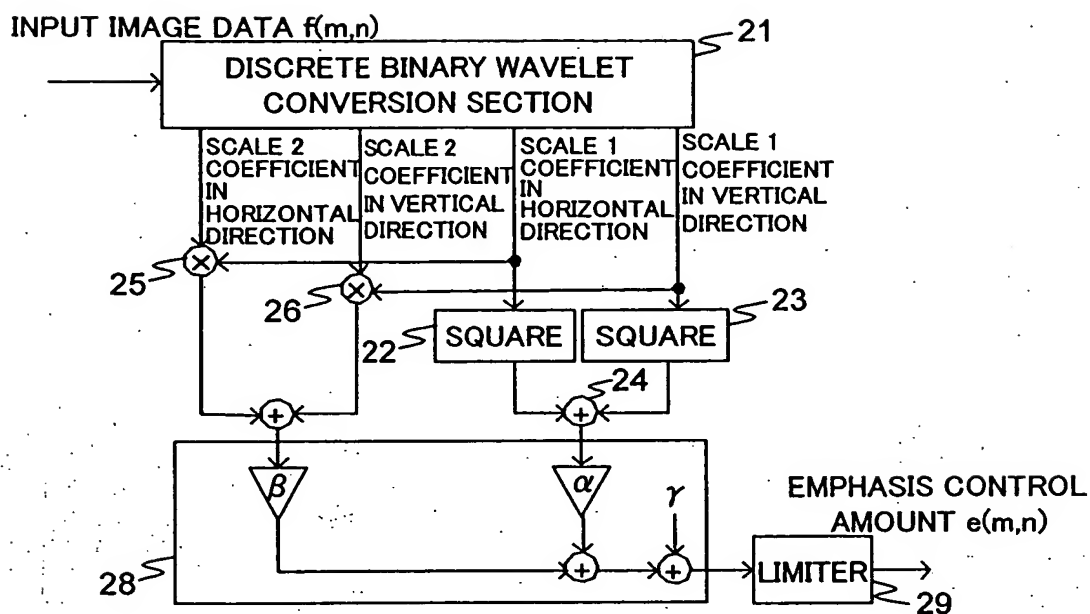 INPUT IMAGE DATA f(m,n)
21
DISCRETE BINARY WAVELET
CONVERSION SECTION
SCALE 2
COEFFICIENT
IN
HORIZONTAL
DIRECTION
SCALE 2
COEFFICIENT
IN VERTICAL
DIRECTION
SCALE 1
COEFFICIENT
IN
HORIZONTAL
DIRECTION
SCALE 1
COEFFICIENT
IN VERTICAL
DIRECTION
25
×
26
×
22
SQUARE
SQUARE
23
+
+
24
β
α
γ
EMPHASIS CONTROL
AMOUNT e(m,n)
28
+
+
LIMITER
29